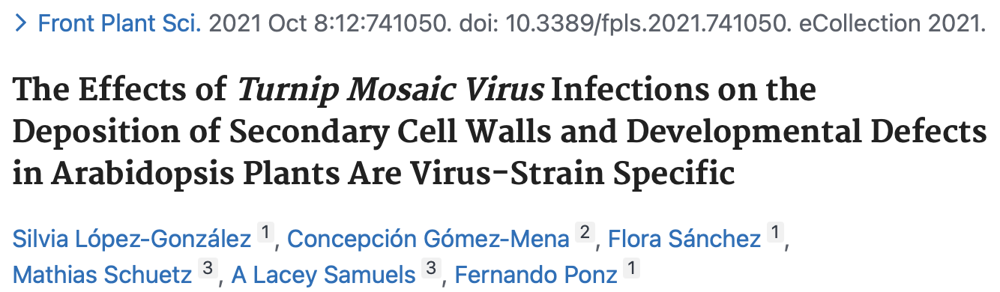 > Front Plant Sci. 2021 Oct 8:12:741050. doi: 10.3389/fpls.2021.741050. eCollection 2021.
The Effects of Turnip Mosaic Virus Infections on the
Deposition of Secondary Cell Walls and Developmental Defects
in Arabidopsis Plants Are Virus-Strain Specific
Silvia López-González 1, Concepción Gómez-Mena 2, Flora Sánchez 1,
Mathias Schuetz 3, A Lacey Samuels 3, Fernando Ponz 1